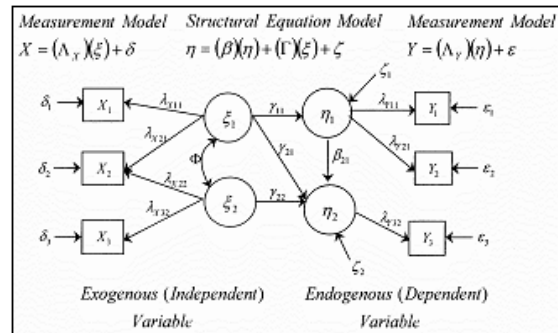 Measurement Model Structural Equation Model Measurement Model
X = (Λ_X)(ξ) + δ η = (β)(η) + (Γ)(ξ) + ζ Y = (Λ_Y)(η) + ε
ζ₁
δ₁ X₁ λ_X11 ξ₂ γ₁₁ η₁ λ_Y11 Y₁ ε₁
λ_X21 γ₂₁ λ_Y21
δ₂ X₂ Φ β₂₁ Y₂ ε₂
λ_X22
ξ₂ γ₂₂ η₂
λ_X32 λ_Y32
δ₃ X₃ Y₃ ε₃
ζ₂
Exogenous (Independent) Endogenous (Dependent)
Variable Variable